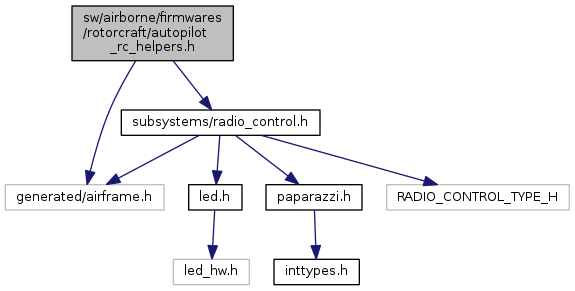 sw/airborne/firmwares
/rotorcraft/autopilot
_rc_helpers.h
subsystems/radio_control.h
generated/airframe.h
led.h
paparazzi.h
RADIO_CONTROL_TYPE_H
led_hw.h
inttypes.h